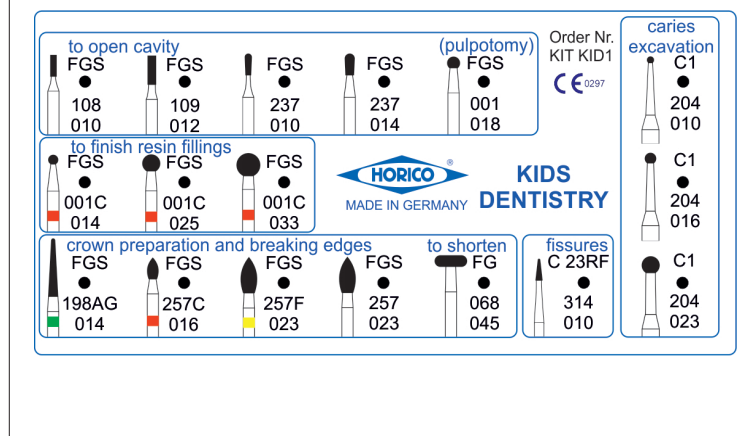 to open cavity
(pulpotomy)
FGS
108
010
FGS
109
012
FGS
237
010
FGS
237
014
FGS
001
018
Order Nr.
KIT KID1
CE 0297
caries
excavation
C1
204
010
C1
204
016
C1
204
023
to finish resin fillings
FGS
001C
014
FGS
001C
025
FGS
001C
033
HORICO ®
MADE IN GERMANY
KIDS
DENTISTRY
crown preparation and breaking edges
FGS
198AG
014
FGS
257C
016
FGS
257F
023
FGS
257
023
to shorten
FG
068
045
fissures
C 23RF
314
010